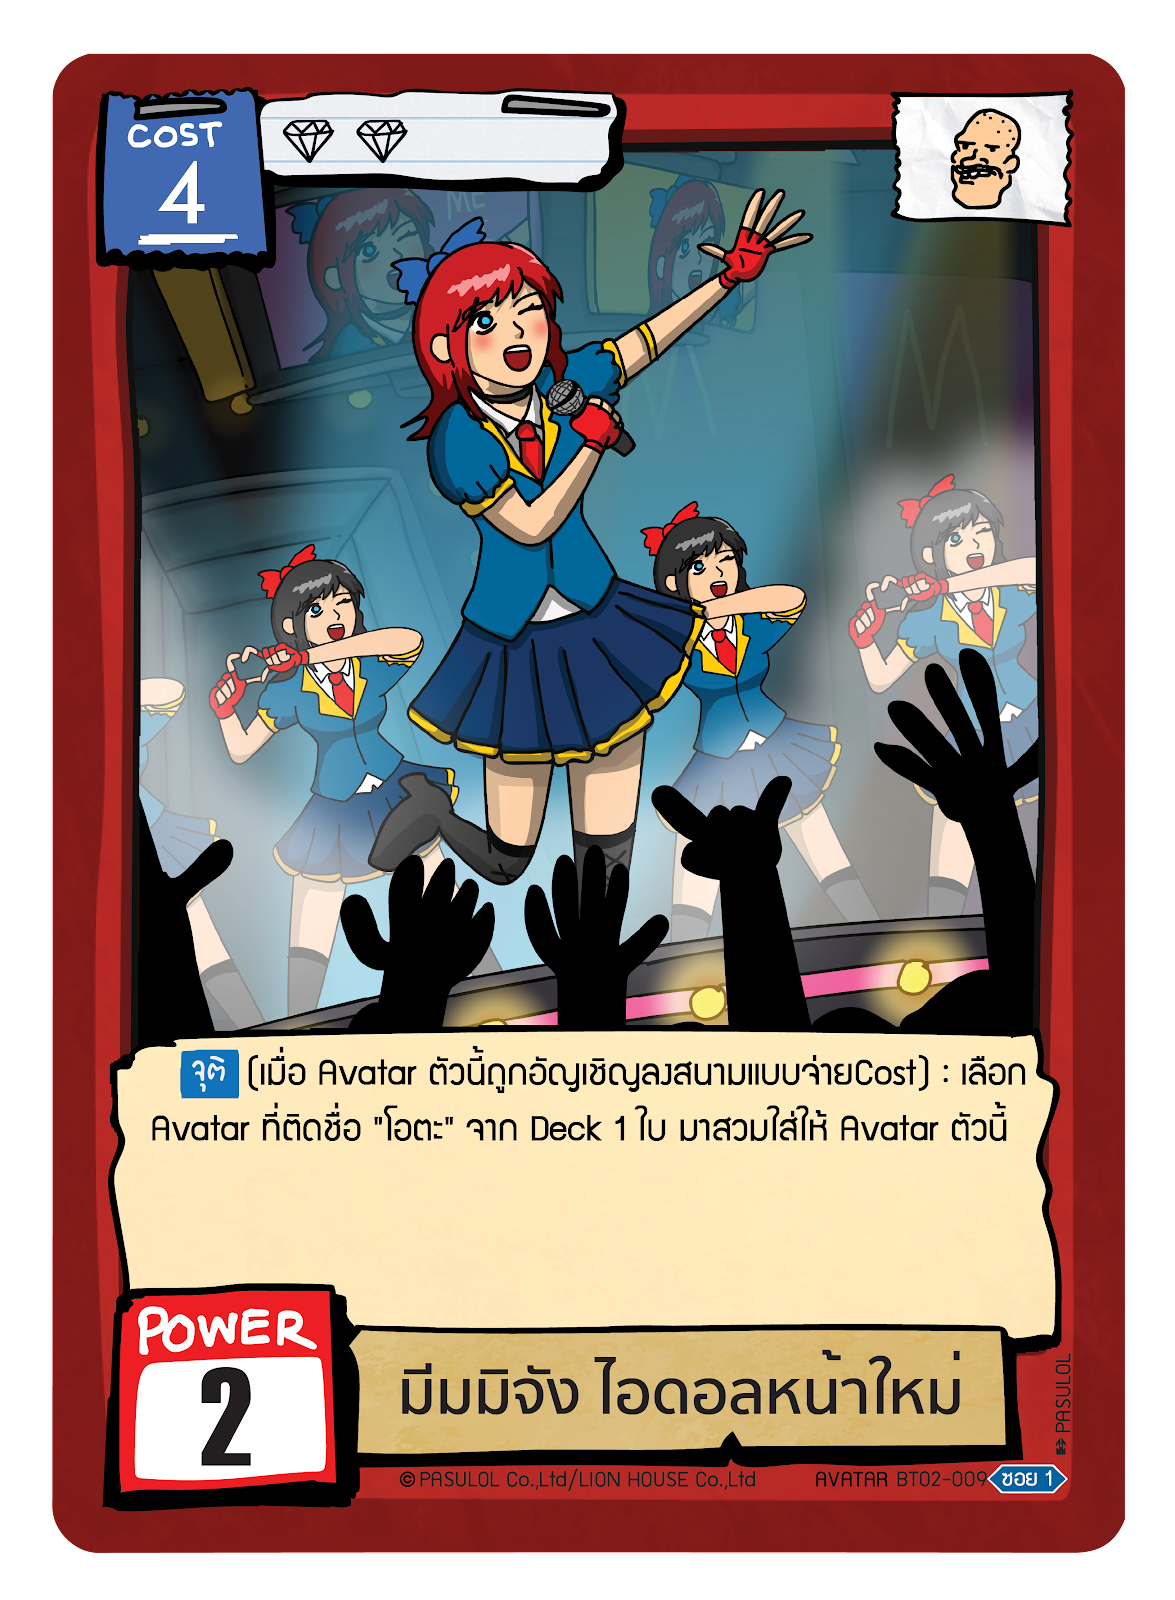 COST
4
ME
จุติ (เมื่อ Avatar ตัวนี้ถูกอัญเชิญลงสนามแบบจ่ายCost) : เลือก
Avatar ที่ติดชื่อ "โอตะ" จาก Deck 1 ใบ มาสวมใส่ให้ Avatar ตัวนี้
POWER
2
มีมมิจัง ไอดอลหน้าใหม่
PASULOL
© PASULOL Co.,Ltd/LION HOUSE Co.,Ltd
AVATAR BT02-009 ซอย 1